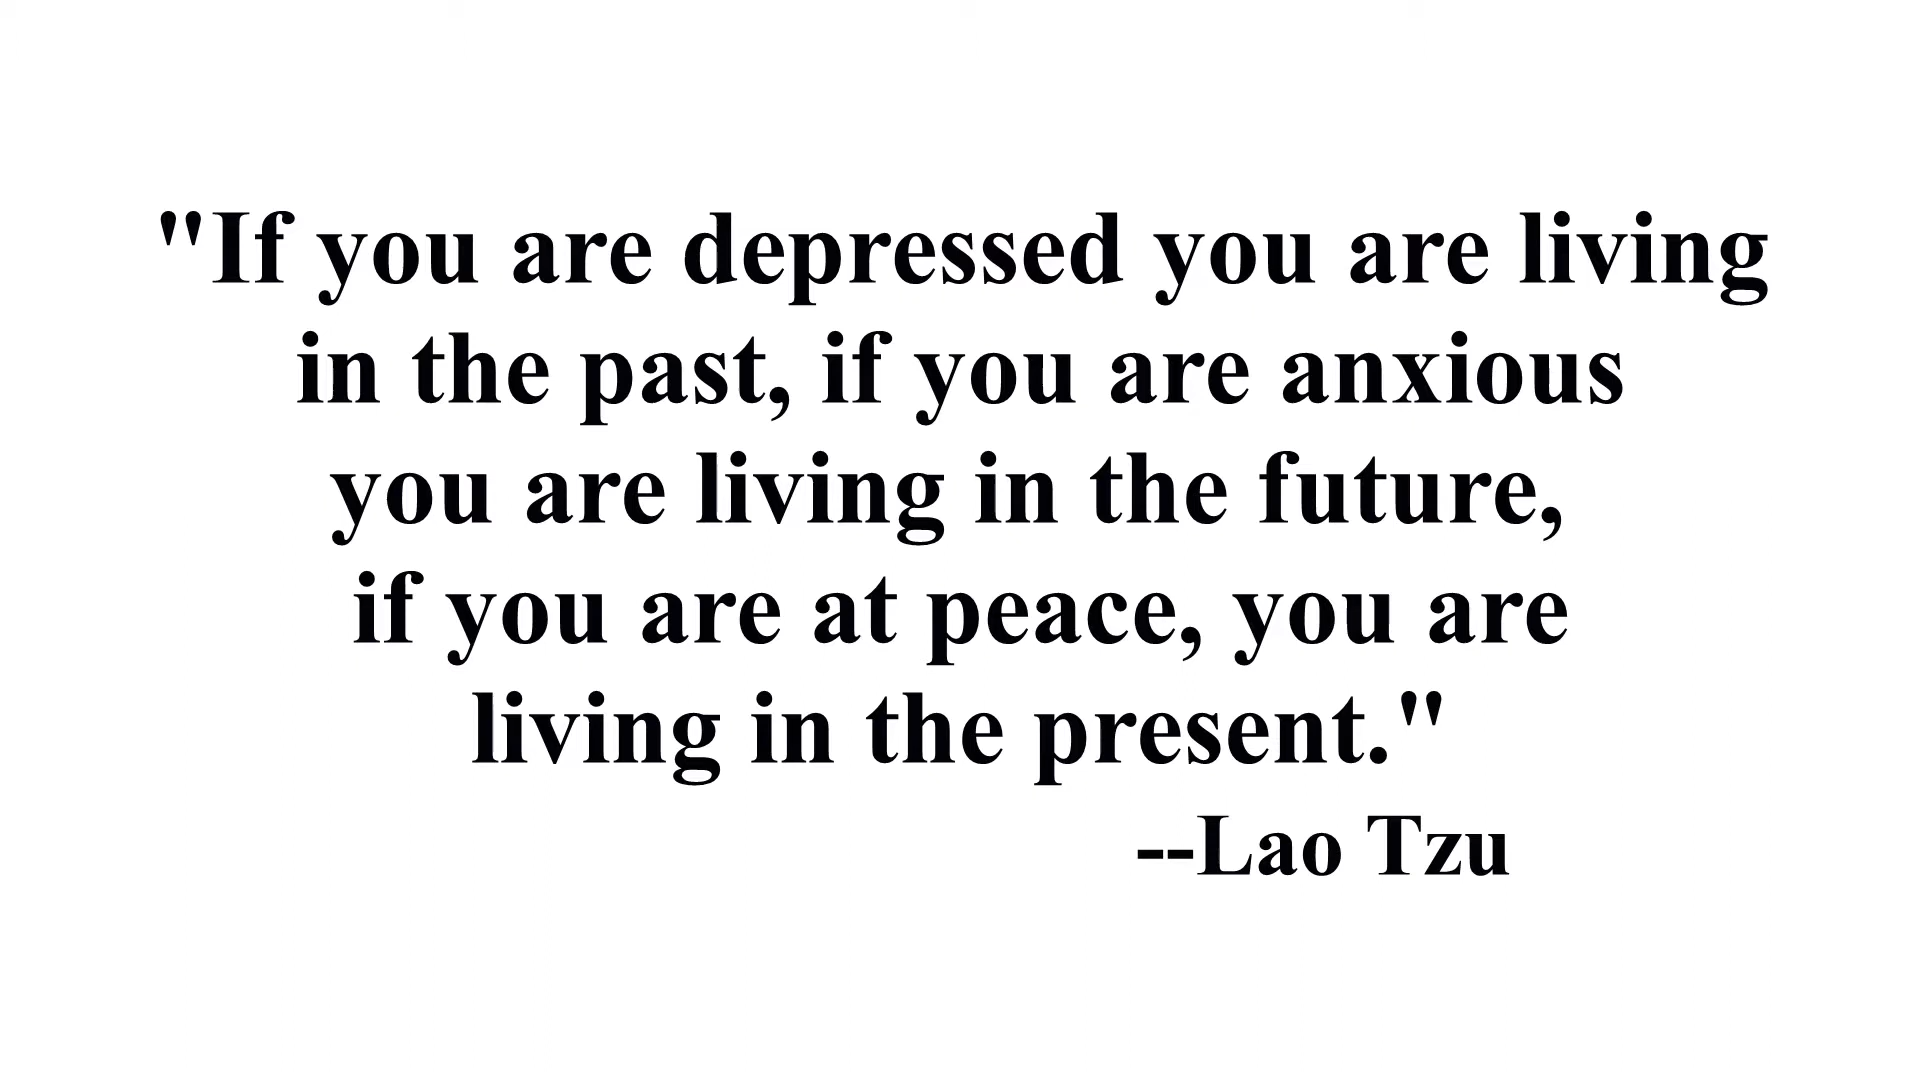 "If you are depressed you are living
in the past, if you are anxious
you are living in the future,
if you are at peace, you are
living in the present."
--Lao Tzu